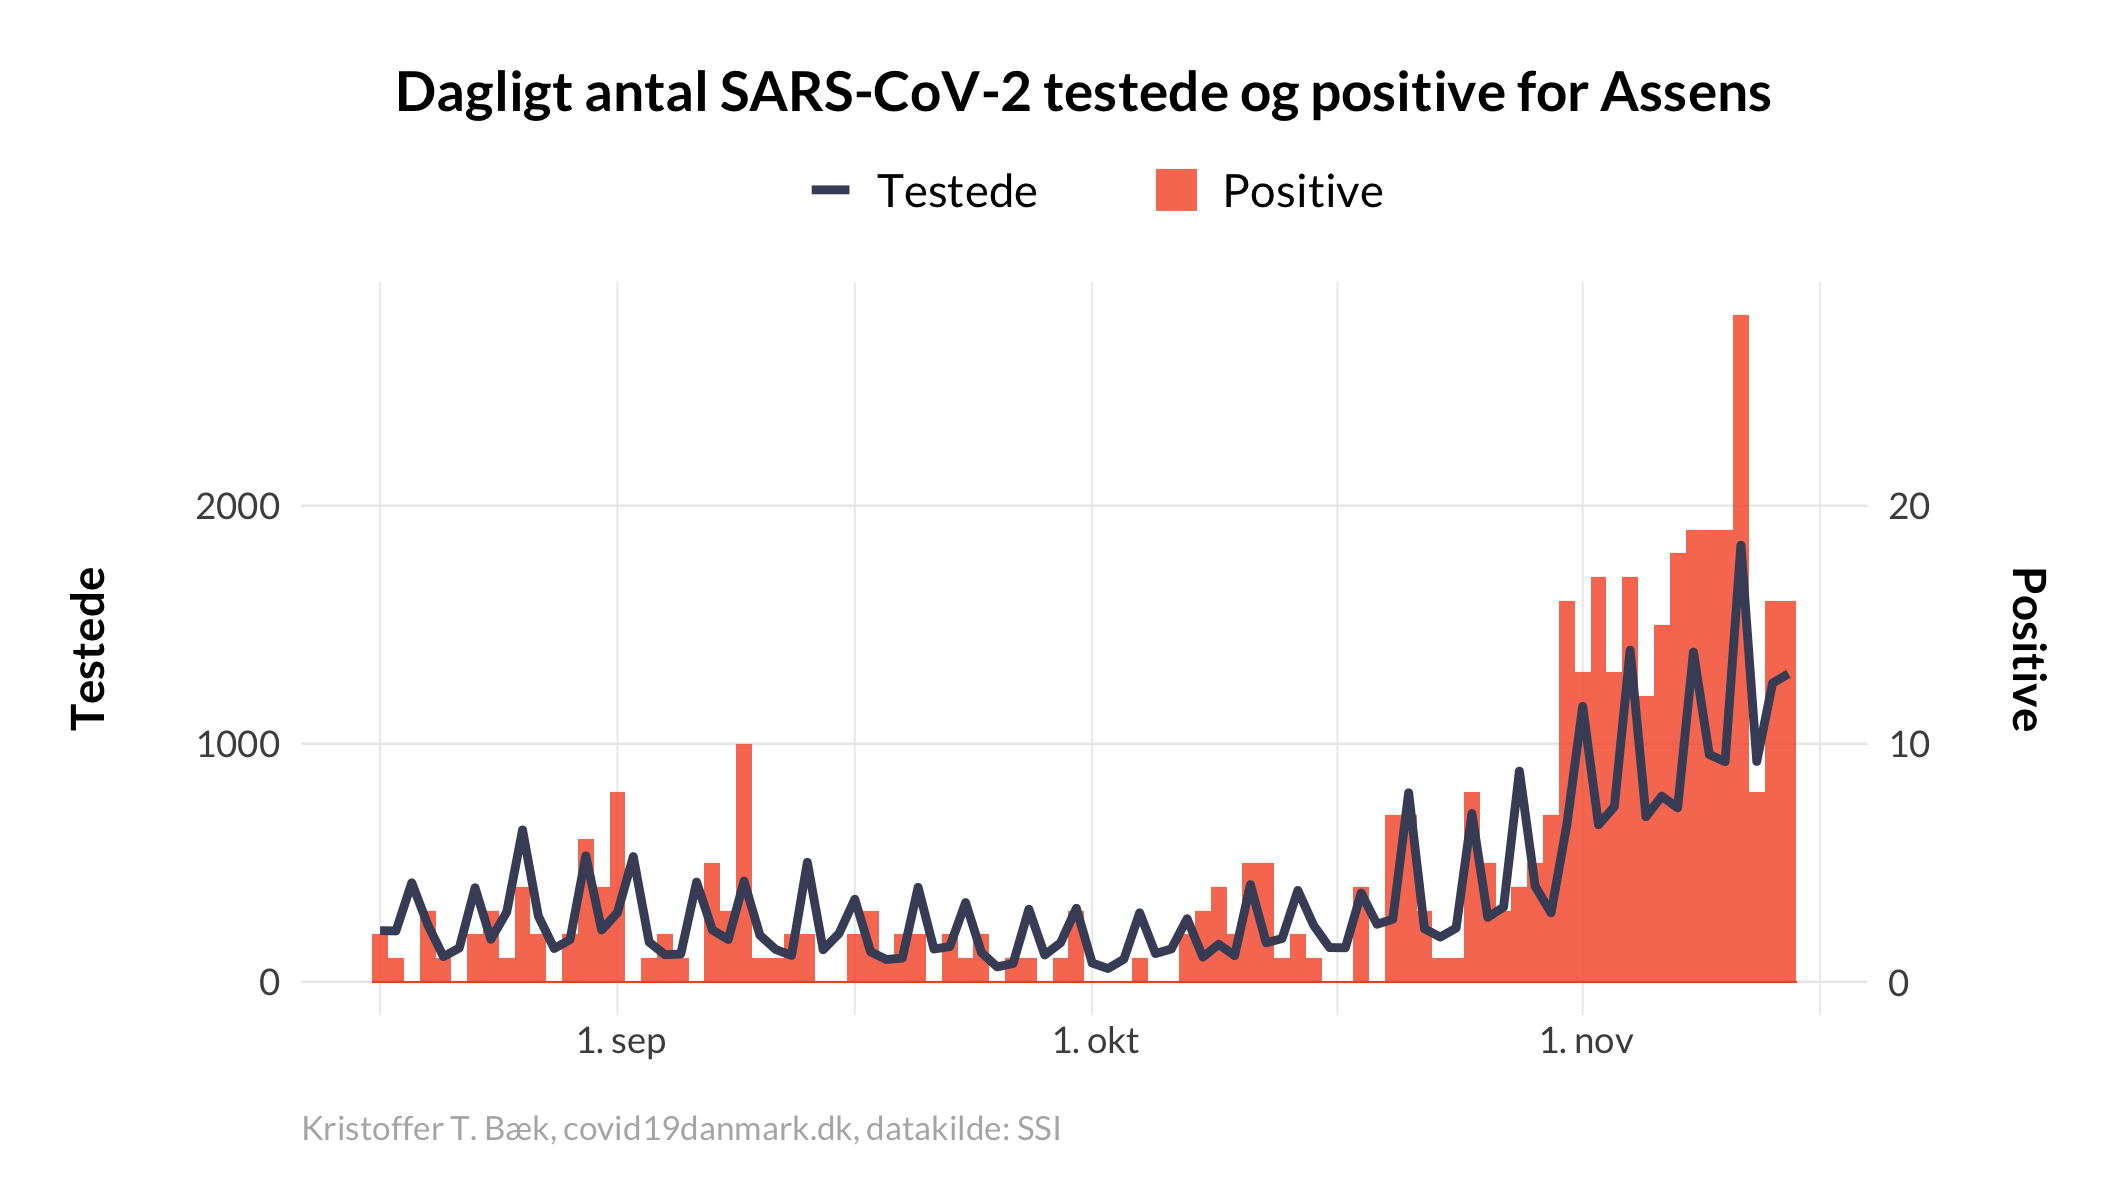 Dagligt antal SARS-CoV-2 testede og positive for Assens
Testede
Positive
Testede
2000
1000
0
20
10
0
Positive
1. sep
1. okt
1. nov
Kristoffer T. Bæk, covid19danmark.dk, datakilde: SSI